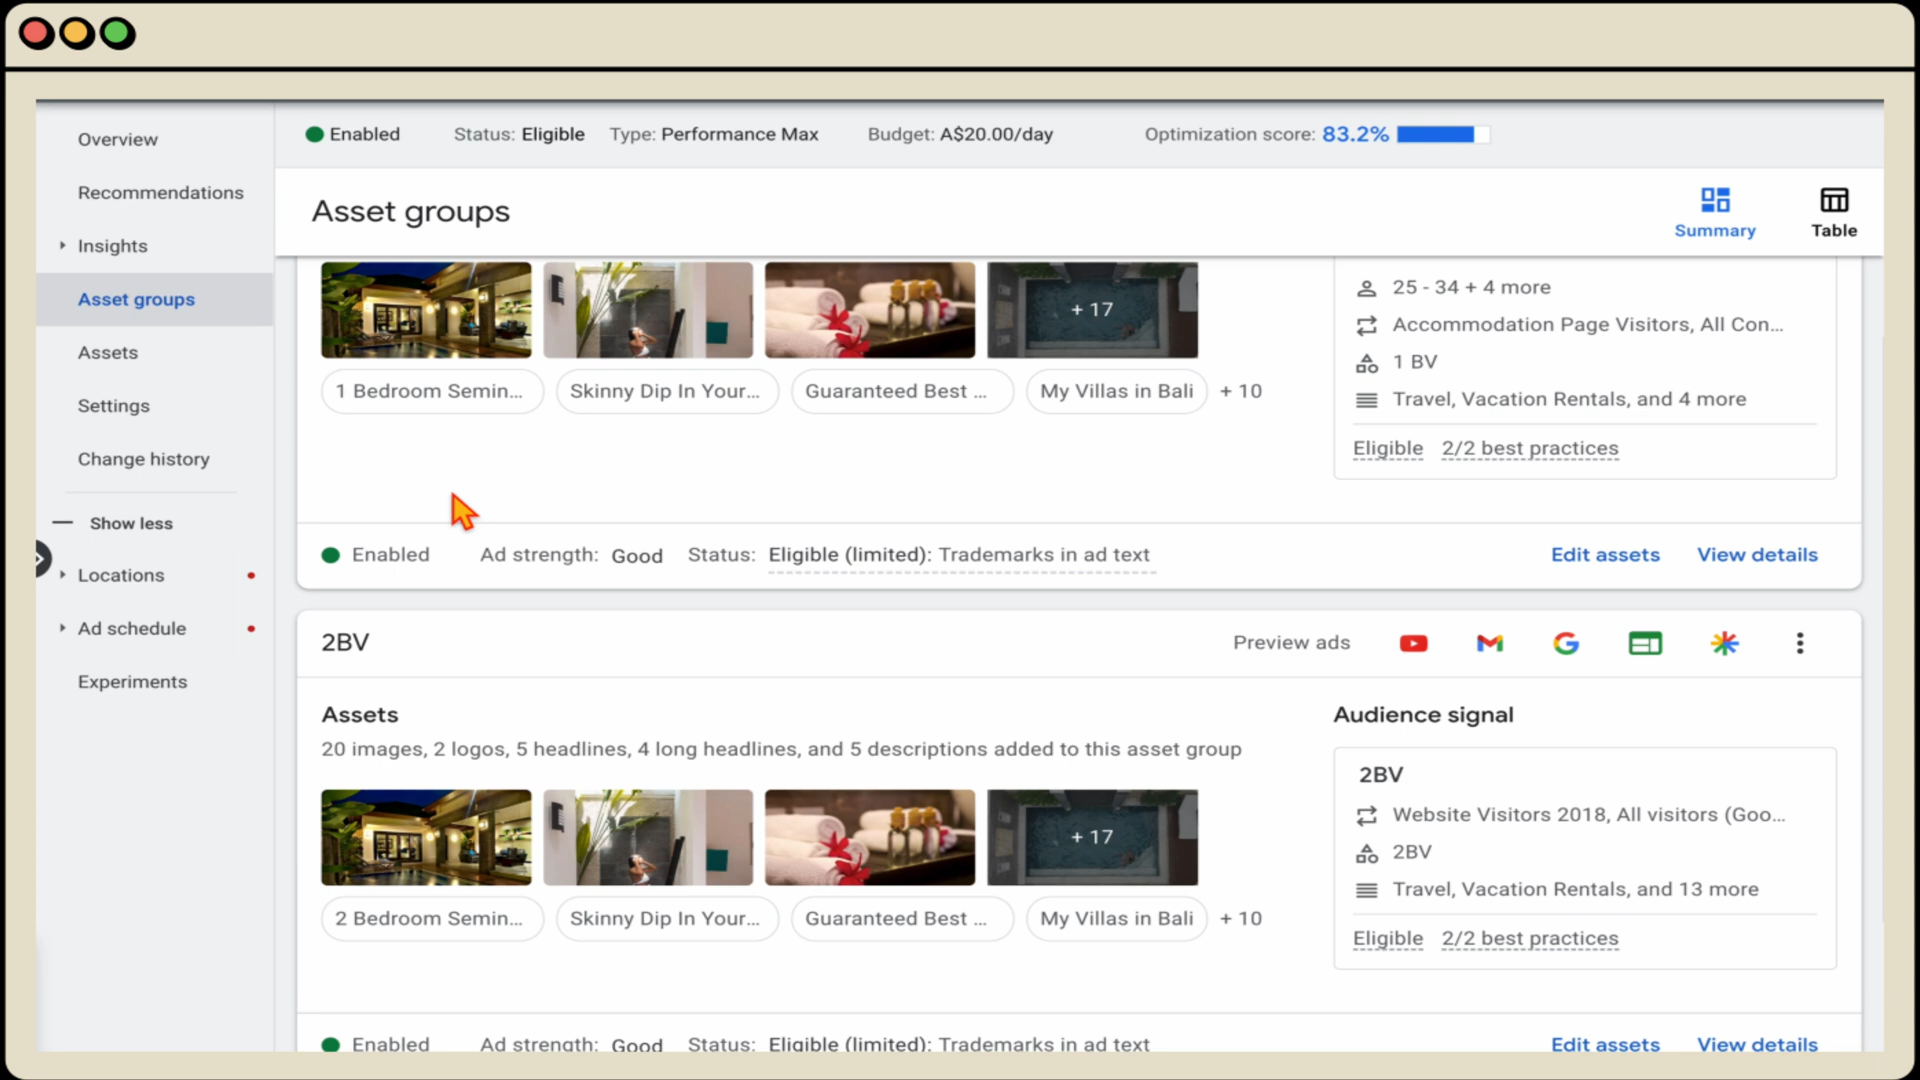 Overview
Recommendations
Insights
Asset groups
Assets
Settings
Change history
Show less
Locations
Ad schedule
Experiments
Enabled Status: Eligible Type: Performance Max Budget: A$20.00/day Optimization score: 83.2%
Asset groups
Summary Table
+ 17
1 Bedroom Semin... Skinny Dip In Your... Guaranteed Best ... My Villas in Bali + 10
25 - 34 + 4 more
Accommodation Page Visitors, All Con...
1 BV
Travel, Vacation Rentals, and 4 more
Eligible 2/2 best practices
Enabled Ad strength: Good Status: Eligible (limited): Trademarks in ad text Edit assets View details
2BV Preview ads
Assets
20 images, 2 logos, 5 headlines, 4 long headlines, and 5 descriptions added to this asset group
+ 17
2 Bedroom Semin... Skinny Dip In Your... Guaranteed Best ... My Villas in Bali + 10
Audience signal
2BV
Website Visitors 2018, All visitors (Goo...
2BV
Travel, Vacation Rentals, and 13 more
Eligible 2/2 best practices
Enabled Ad strength: Good Status: Eligible (limited): Trademarks in ad text Edit assets View details